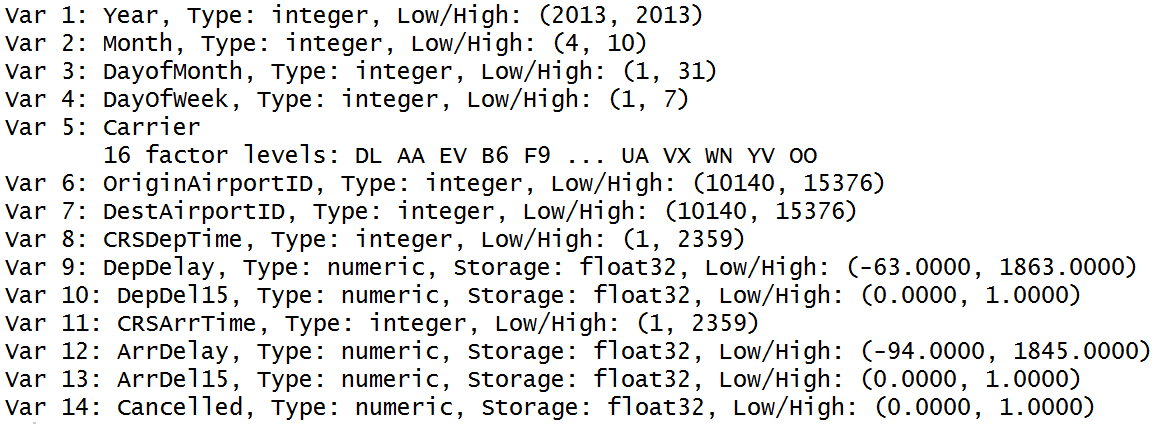 Var 1: Year, Type: integer, Low/High: (2013, 2013)
Var 2: Month, Type: integer, Low/High: (4, 10)
Var 3: DayofMonth, Type: integer, Low/High: (1, 31)
Var 4: DayOfWeek, Type: integer, Low/High: (1, 7)
Var 5: Carrier
       16 factor levels: DL AA EV B6 F9 ... UA VX WN YV OO
Var 6: OriginAirportID, Type: integer, Low/High: (10140, 15376)
Var 7: DestAirportID, Type: integer, Low/High: (10140, 15376)
Var 8: CRSDepTime, Type: integer, Low/High: (1, 2359)
Var 9: DepDelay, Type: numeric, Storage: float32, Low/High: (-63.0000, 1863.0000)
Var 10: DepDel15, Type: numeric, Storage: float32, Low/High: (0.0000, 1.0000)
Var 11: CRSArrTime, Type: integer, Low/High: (1, 2359)
Var 12: ArrDelay, Type: numeric, Storage: float32, Low/High: (-94.0000, 1845.0000)
Var 13: ArrDel15, Type: numeric, Storage: float32, Low/High: (0.0000, 1.0000)
Var 14: Cancelled, Type: numeric, Storage: float32, Low/High: (0.0000, 1.0000)